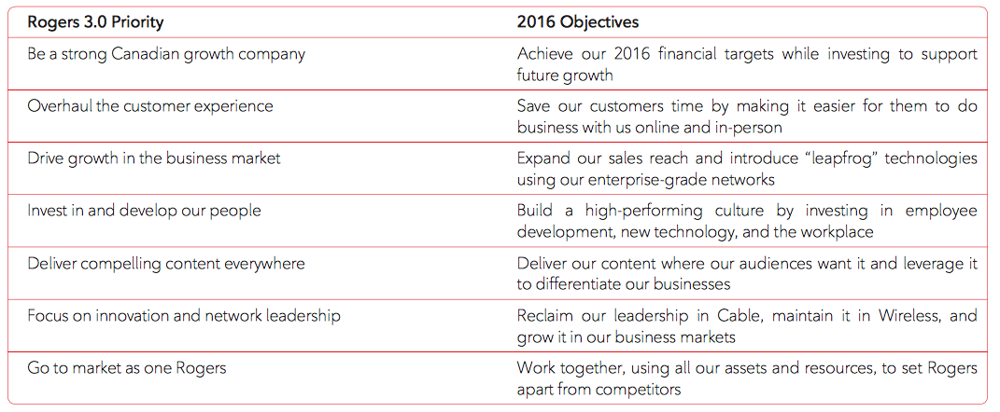 Rogers 3.0 Priority 2016 Objectives
Be a strong Canadian growth company Achieve our 2016 financial targets while investing to support
future growth
Overhaul the customer experience Save our customers time by making it easier for them to do
business with us online and in-person
Drive growth in the business market Expand our sales reach and introduce “leapfrog” technologies
using our enterprise-grade networks
Invest in and develop our people Build a high-performing culture by investing in employee
development, new technology, and the workplace
Deliver compelling content everywhere Deliver our content where our audiences want it and leverage it
to differentiate our businesses
Focus on innovation and network leadership Reclaim our leadership in Cable, maintain it in Wireless, and
grow it in our business markets
Go to market as one Rogers Work together, using all our assets and resources, to set Rogers
apart from competitors